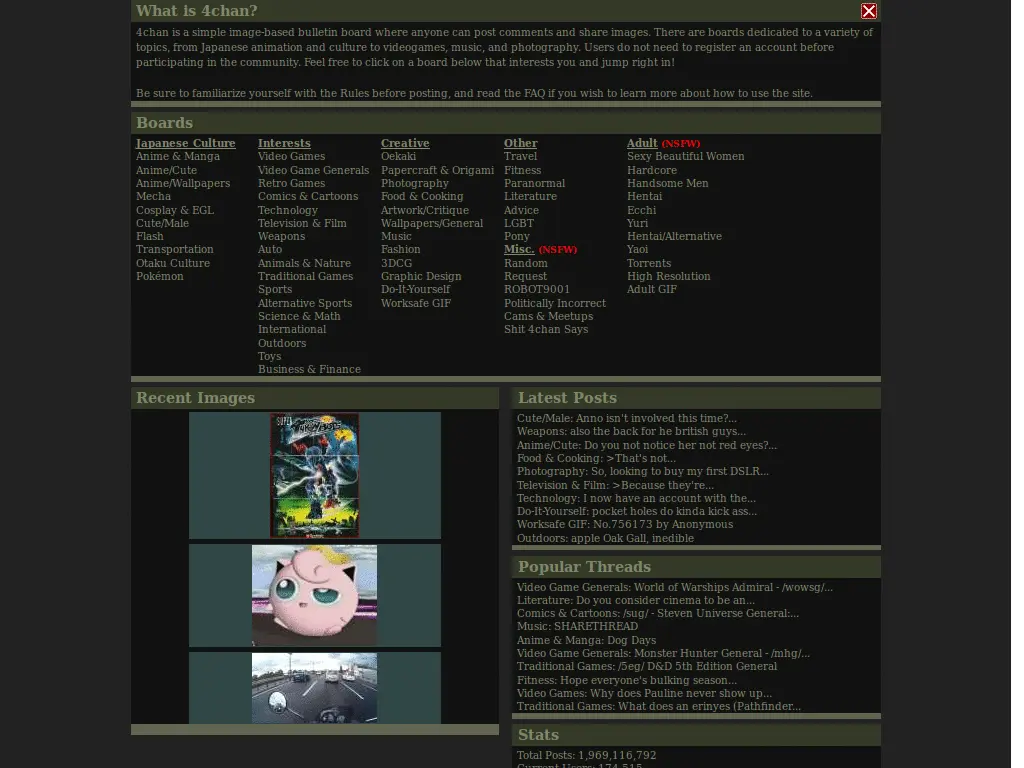 What is 4chan?
4chan is a simple image-based bulletin board where anyone can post comments and share images. There are boards dedicated to a variety of
topics, from Japanese animation and culture to videogames, music, and photography. Users do not need to register an account before
participating in the community. Feel free to click on a board below that interests you and jump right in!
Be sure to familiarize yourself with the Rules before posting, and read the FAQ if you wish to learn more about how to use the site.
Boards
Japanese Culture
Anime & Manga
Anime/Cute
Anime/Wallpapers
Mecha
Cosplay & EGL
Cute/Male
Flash
Transportation
Otaku Culture
Pokémon
Interests
Video Games
Video Game Generals
Retro Games
Comics & Cartoons
Technology
Television & Film
Weapons
Auto
Animals & Nature
Traditional Games
Sports
Alternative Sports
Science & Math
International
Outdoors
Toys
Business & Finance
Creative
Oekaki
Papercraft & Origami
Photography
Food & Cooking
Artwork/Critique
Wallpapers/General
Music
Fashion
3DCG
Graphic Design
Do-It-Yourself
Worksafe GIF
Other
Travel
Fitness
Paranormal
Literature
Advice
LGBT
Pony
Misc. (NSFW)
Random
Request
ROBOT9001
Politically Incorrect
Cams & Meetups
Shit 4chan Says
Adult (NSFW)
Sexy Beautiful Women
Hardcore
Handsome Men
Hentai
Ecchi
Yuri
Hentai/Alternative
Yaoi
Torrents
High Resolution
Adult GIF
Recent Images
SUPER
Latest Posts
Cute/Male: Anno isn't involved this time?...
Weapons: also the back for he british guys...
Anime/Cute: Do you not notice her not red eyes?...
Food & Cooking: >That's not...
Photography: So, looking to buy my first DSLR...
Television & Film: >Because they're...
Technology: I now have an account with the...
Do-It-Yourself: pocket holes do kinda kick ass...
Worksafe GIF: No.756173 by Anonymous
Outdoors: apple Oak Gall, inedible
Popular Threads
Video Game Generals: World of Warships Admiral - /wowsg/...
Literature: Do you consider cinema to be an...
Comics & Cartoons: /sug/ - Steven Universe General:...
Music: SHARETHREAD
Anime & Manga: Dog Days
Video Game Generals: Monster Hunter General - /mhg/...
Traditional Games: /5eg/ D&D 5th Edition General
Fitness: Hope everyone's bulking season...
Video Games: Why does Pauline never show up...
Traditional Games: What does an erinyes (Pathfinder...
Stats
Total Posts: 1,969,116,792
Current Users: 174,515